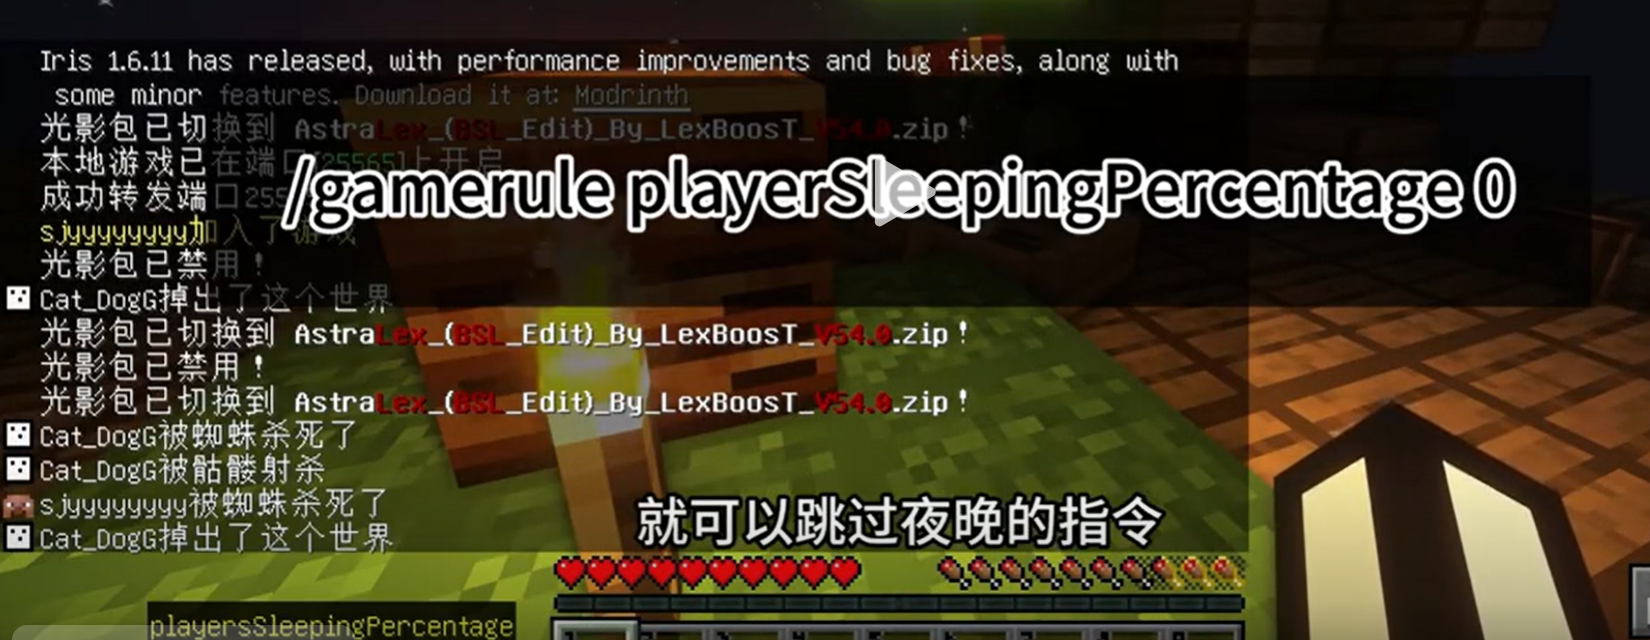 Iris 1.6.11 has released, with performance improvements and bug fixes, along with
some minor features. Download it at: Modrinth
光影包已切换到 AstraLex_(BSL_Edit)_By_LexBoosT_V54.0.zip！
本地游戏已在端口[25565]上开启
成功转发端口255
/gamerule playerSleepingPercentage 0
sjyyyyyyyy加入了游戏
光影包已禁用！
Cat_DogG掉出了这个世界
光影包已切换到 AstraLex_(BSL_Edit)_By_LexBoosT_V54.0.zip！
光影包已禁用！
光影包已切换到 AstraLex_(BSL_Edit)_By_LexBoosT_V54.0.zip！
Cat_DogG被蜘蛛杀死了
Cat_DogG被骷髅射杀
sjyyyyyyyy被蜘蛛杀死了
Cat_DogG掉出了这个世界
就可以跳过夜晚的指令
playersSleepingPercentage